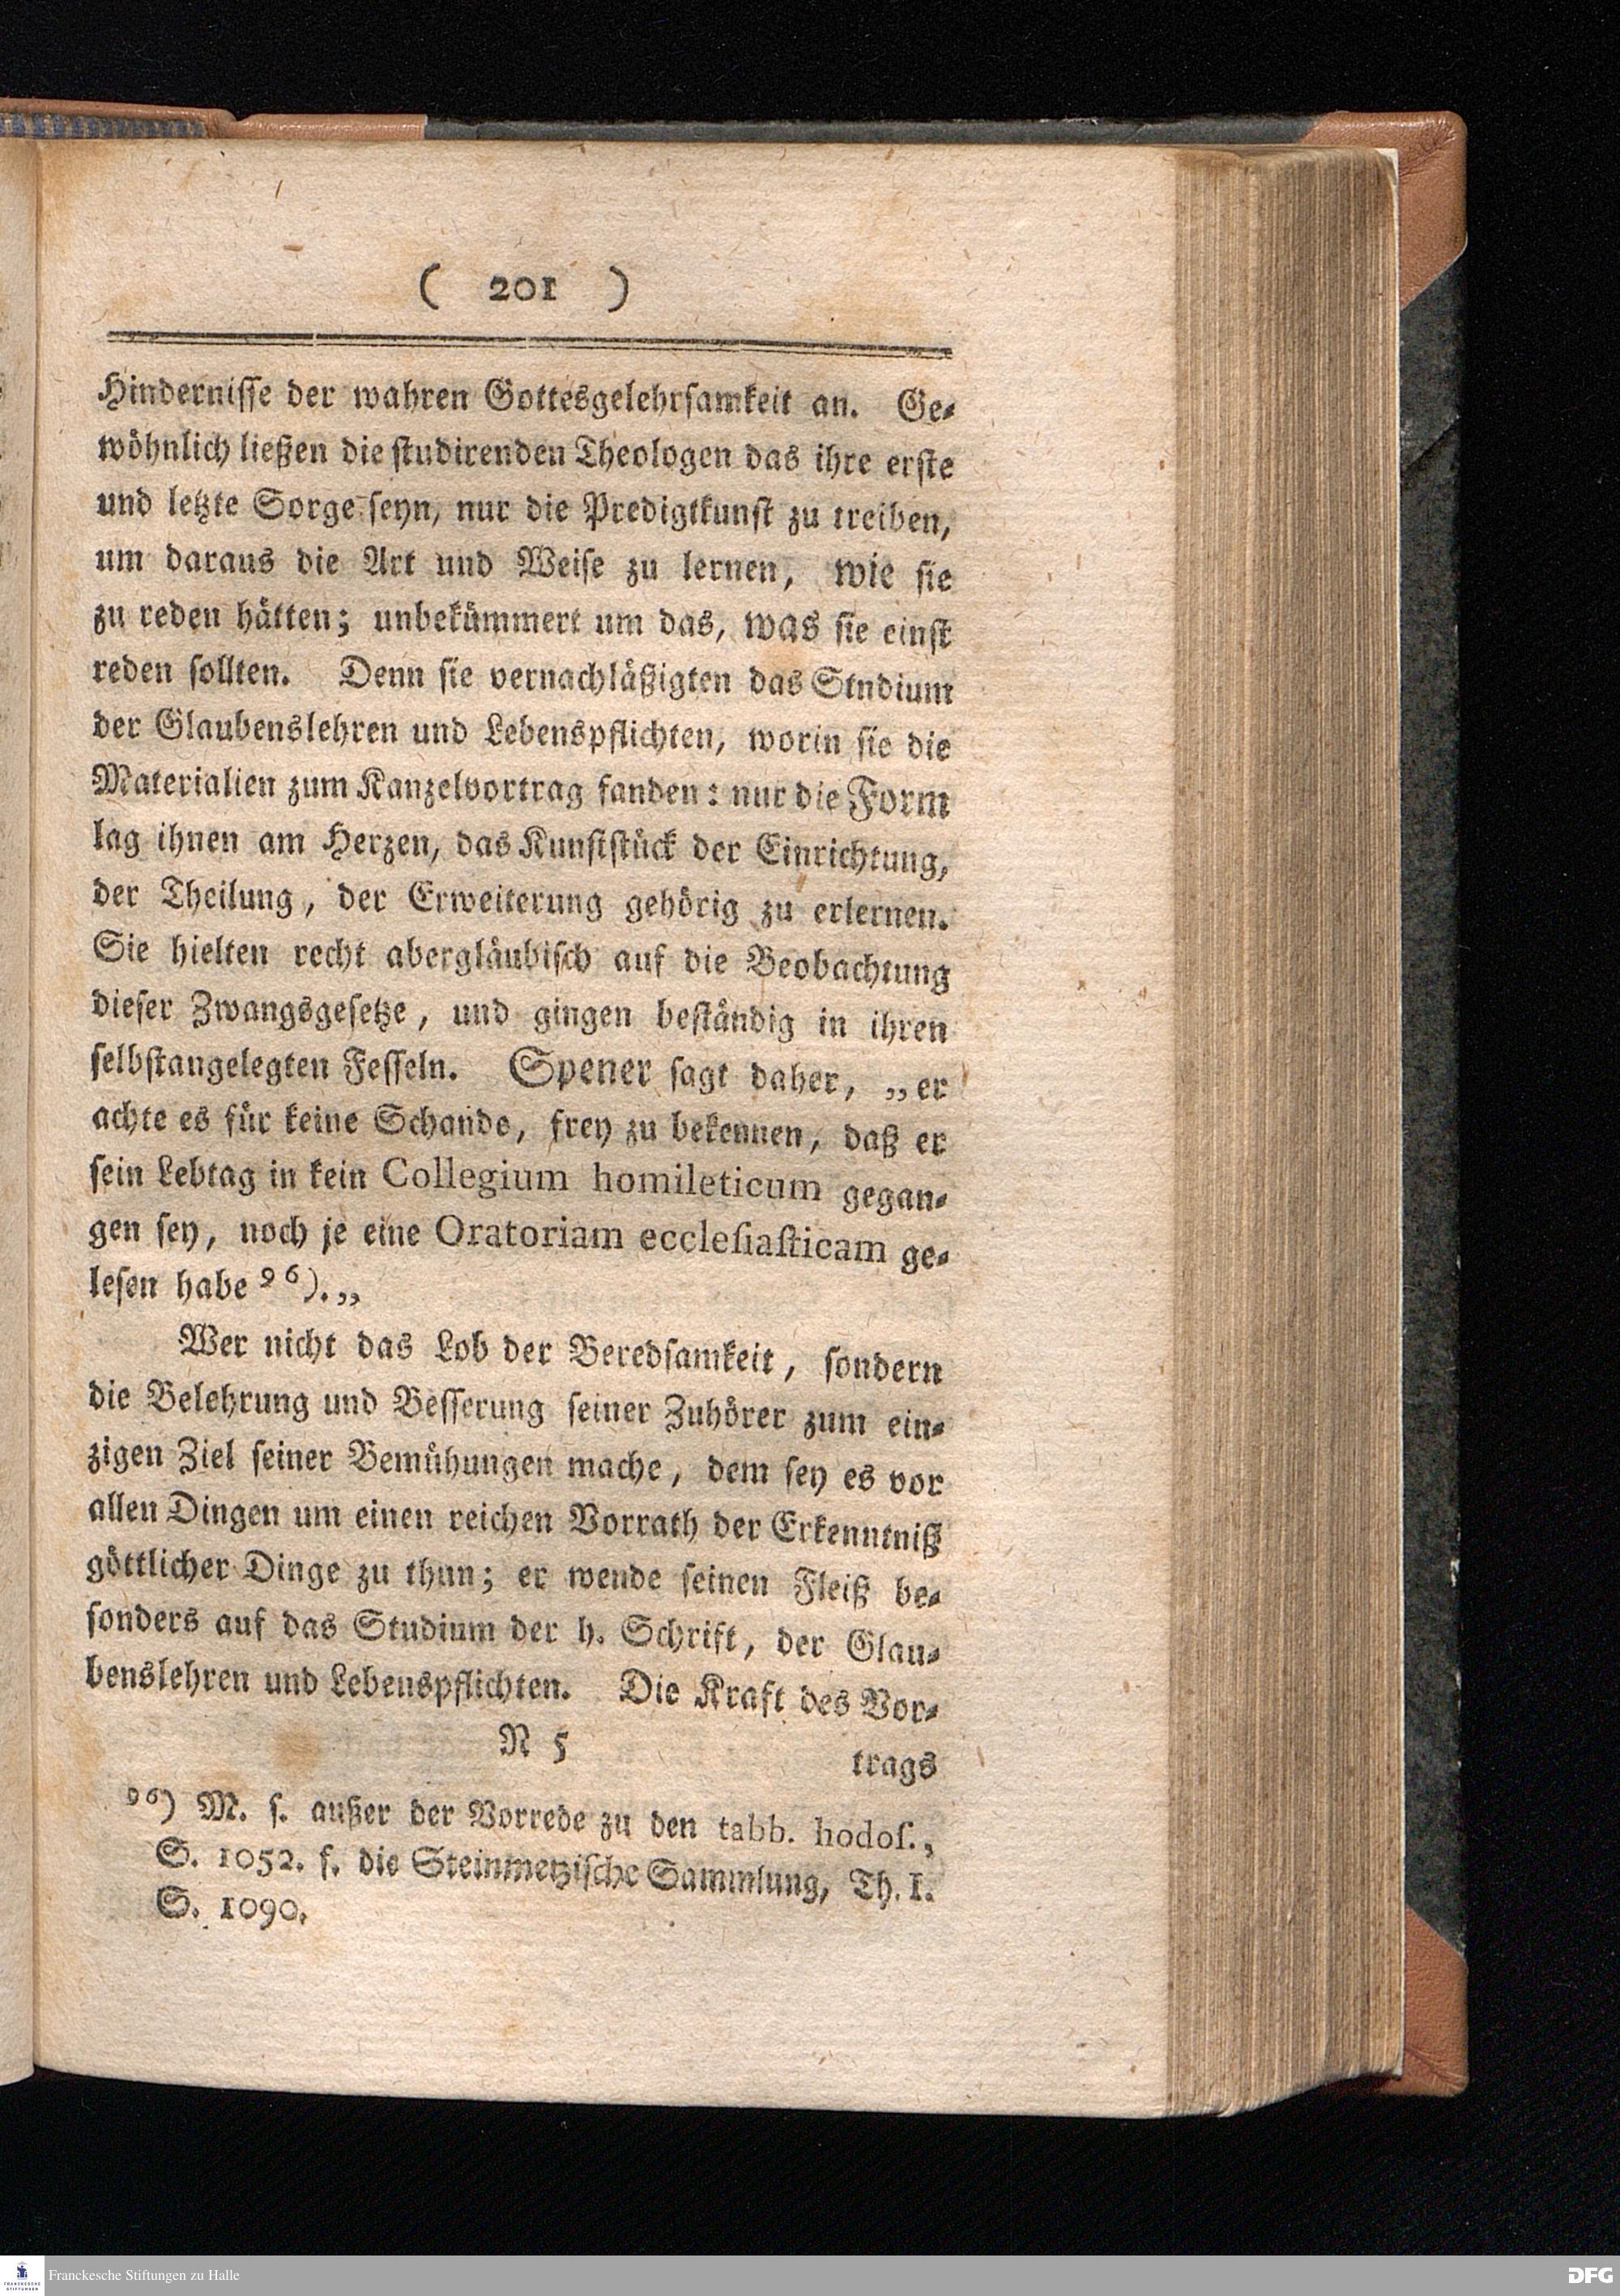 ( 201 )
Hindernisse der wahren Gottesgelehrsamkeit an. Ge-
wöhnlich ließen die studirenden Theologen das ihre erste
und letzte Sorge seyn, nur die Predigtkunst zu treiben,
um daraus die Art und Weise zu lernen, wie sie
zu reden hätten; unbekümmert um das, was sie einst
reden sollten. Denn sie vernachläßigten das Stndium
der Glaubenslehren und Lebenspflichten, worin sie die
Materialien zum Kanzelvortrag fanden: nur die Form
lag ihnen am Herzen, das Kunststück der Einrichtung,
der Theilung, der Erweiterung gehörig zu erlernen.
Sie hielten recht abergläubisch auf die Beobachtung
dieser Zwangsgesetze, und gingen beständig in ihren
selbstangelegten Fesseln. Spener sagt daher, „er
achte es für keine Schande, frey zu bekennen, daß er
sein Lebtag in kein Collegium homileticum gegan-
gen sey, noch je eine Oratoriam ecclesiasticam ge-
lesen habe 96).„
Wer nicht das Lob der Beredsamkeit, sondern
die Belehrung und Besserung seiner Zuhörer zum ein-
zigen Ziel seiner Bemühungen mache, dem sey es vor
allen Dingen um einen reichen Vorrath der Erkenntniß
göttlicher Dinge zu thun; er wende seinen Fleiß be-
sonders auf das Studium der h. Schrift, der Glau-
benslehren und Lebenspflichten. Die Kraft des Vor-
N 5 trags
96) M. s. außer der Vorrede zu den tabb. hodoſ.,
S. 1052. f. die Steinmetzische Sammlung, Th. I.
S. 1090.
FRANCKESCHE STIFTUNGEN
Franckesche Stiftungen zu Halle
DFG